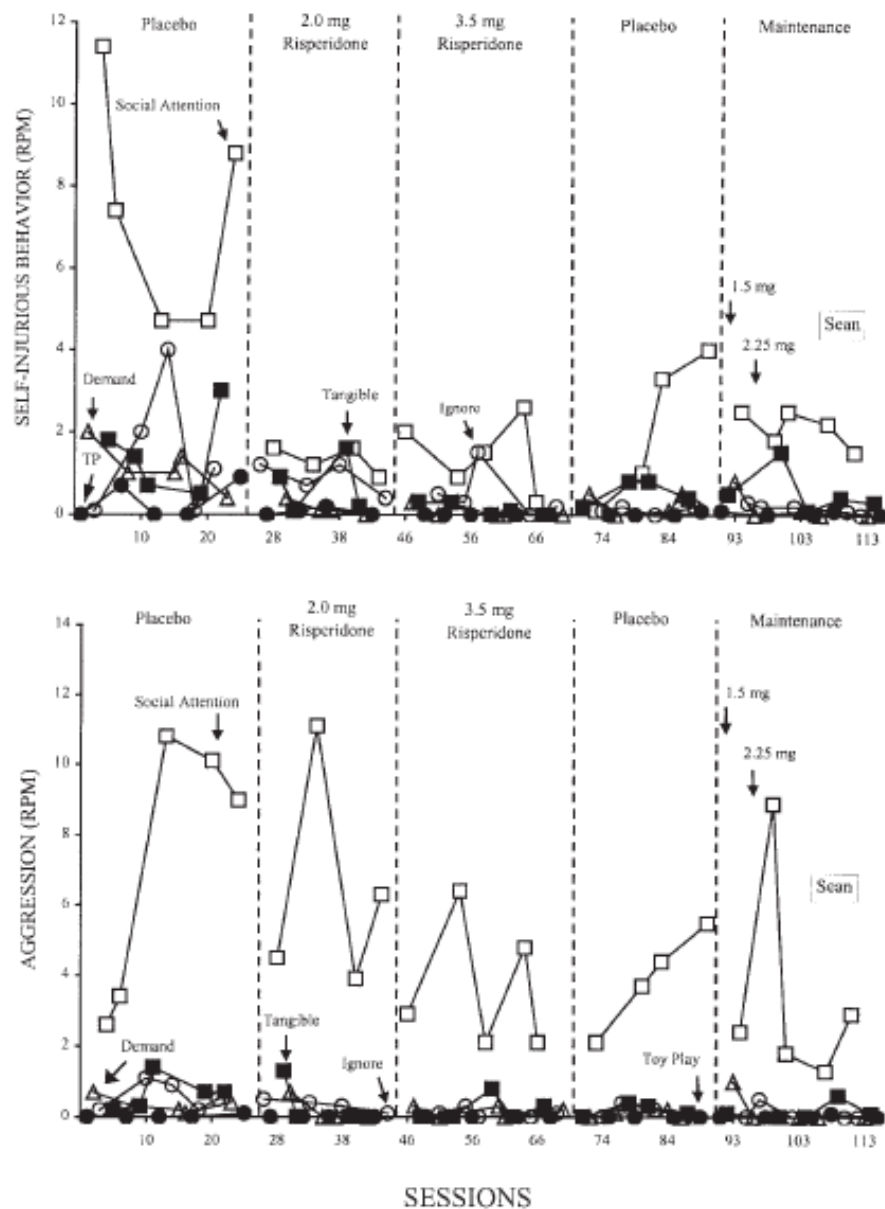 Placebo
2.0 mg
Risperidone
3.5 mg
Risperidone
Placebo
Maintenance
12
10
8
6
4
2
0
SELF-INJURIOUS BEHAVIOR (RPM)
Social Attention
Demand
TP
Tangible
Ignore
1.5 mg
2.25 mg
Sean
10 20 28 38 46 56 66 74 84 93 103 113
Placebo
2.0 mg
Risperidone
3.5 mg
Risperidone
Placebo
Maintenance
14
12
10
8
6
4
2
0
AGGRESSION (RPM)
Social Attention
Demand
Tangible
Ignore
Toy Play
1.5 mg
2.25 mg
Sean
10 20 28 38 46 56 66 74 84 93 103 113
SESSIONS